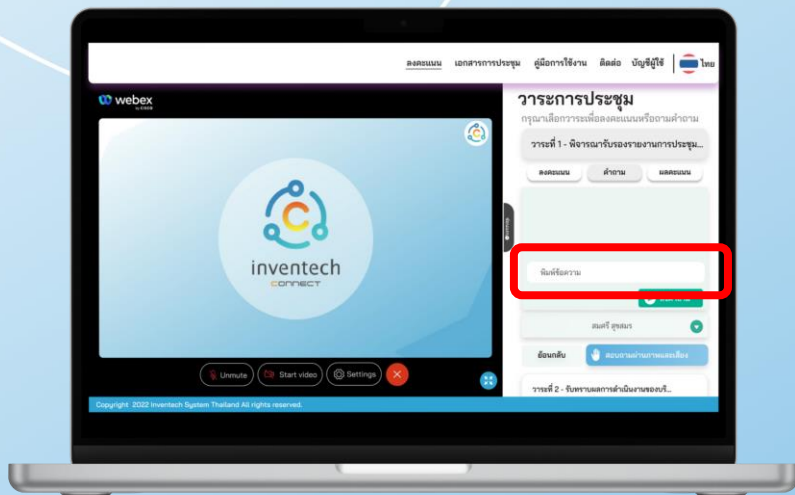 ลงคะแนน เอกสารการประชุม คู่มือการใช้งาน ติดต่อ บัญชีผู้ใช้ ไทย
webex
by CISCO
วาระการประชุม
กรุณาเลือกวาระเพื่อลงคะแนนหรือถามคำถาม
วาระที่ 1 - พิจารณารับรองรายงานการประชุม...
ลงคะแนน คำถาม ผลคะแนน
inventech
CONNECT
พิมพ์ข้อความ
สมศรี สุขสมร
ย้อนกลับ สอบถามผ่านภาพและเสียง
Unmute Start video Settings
วาระที่ 2 - รับทราบผลการดำเนินงานของบริ...
Copyright 2022 Inventech System Thailand All rights reserved.